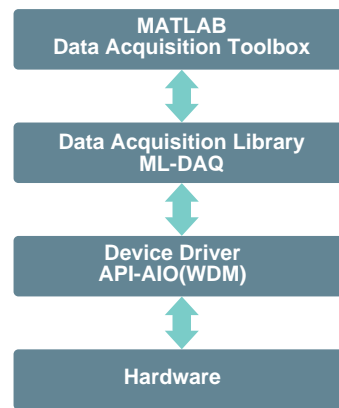 MATLAB
Data Acquisition Toolbox
Data Acquisition Library
ML-DAQ
Device Driver
API-AIO(WDM)
Hardware